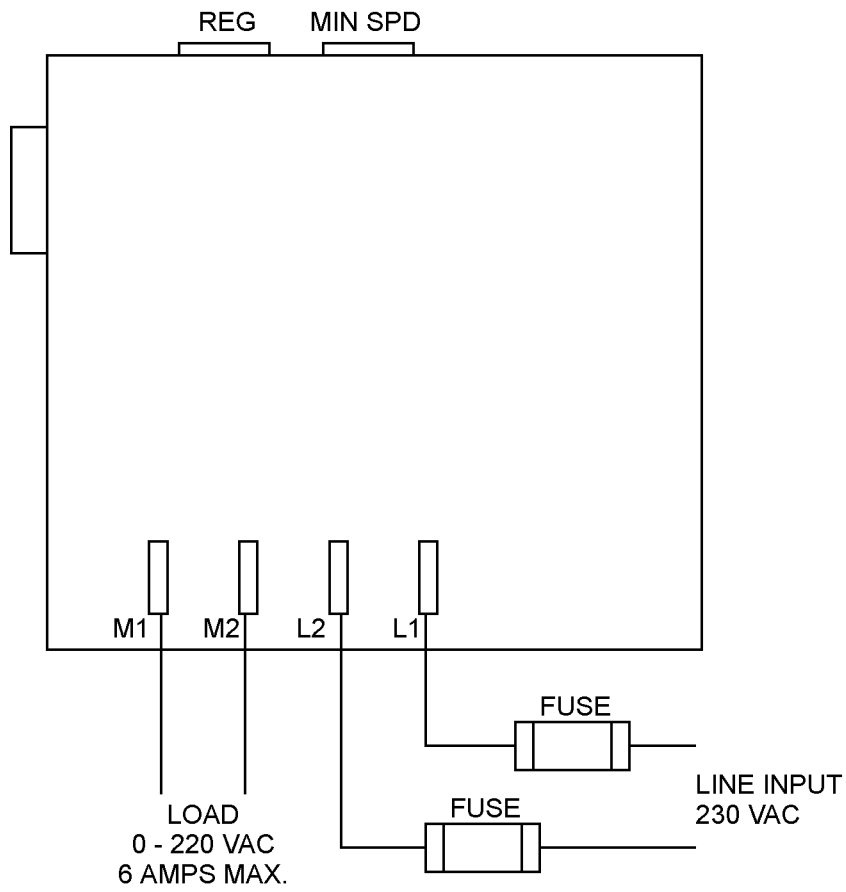 REG
MIN SPD
M1
M2
L2
L1
FUSE
LINE INPUT
230 VAC
FUSE
LOAD
0 - 220 VAC
6 AMPS MAX.